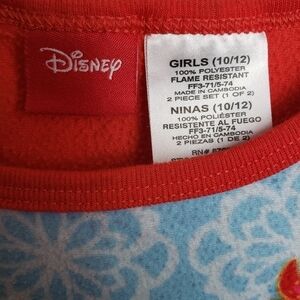 Disney
GIRLS (10/12)
100% POLYESTER
FLAME RESISTANT
FF3-71/5-74
MADE IN CAMBODIA
2 PIECE SET (1 OF 2)
NINAS (10/12)
100% POLIÉSTER
RESISTENTE AL FUEGO
FF3-71/5-74
HECHO EN CAMBODIA
2 PIEZAS (1 DE 2)
RN#